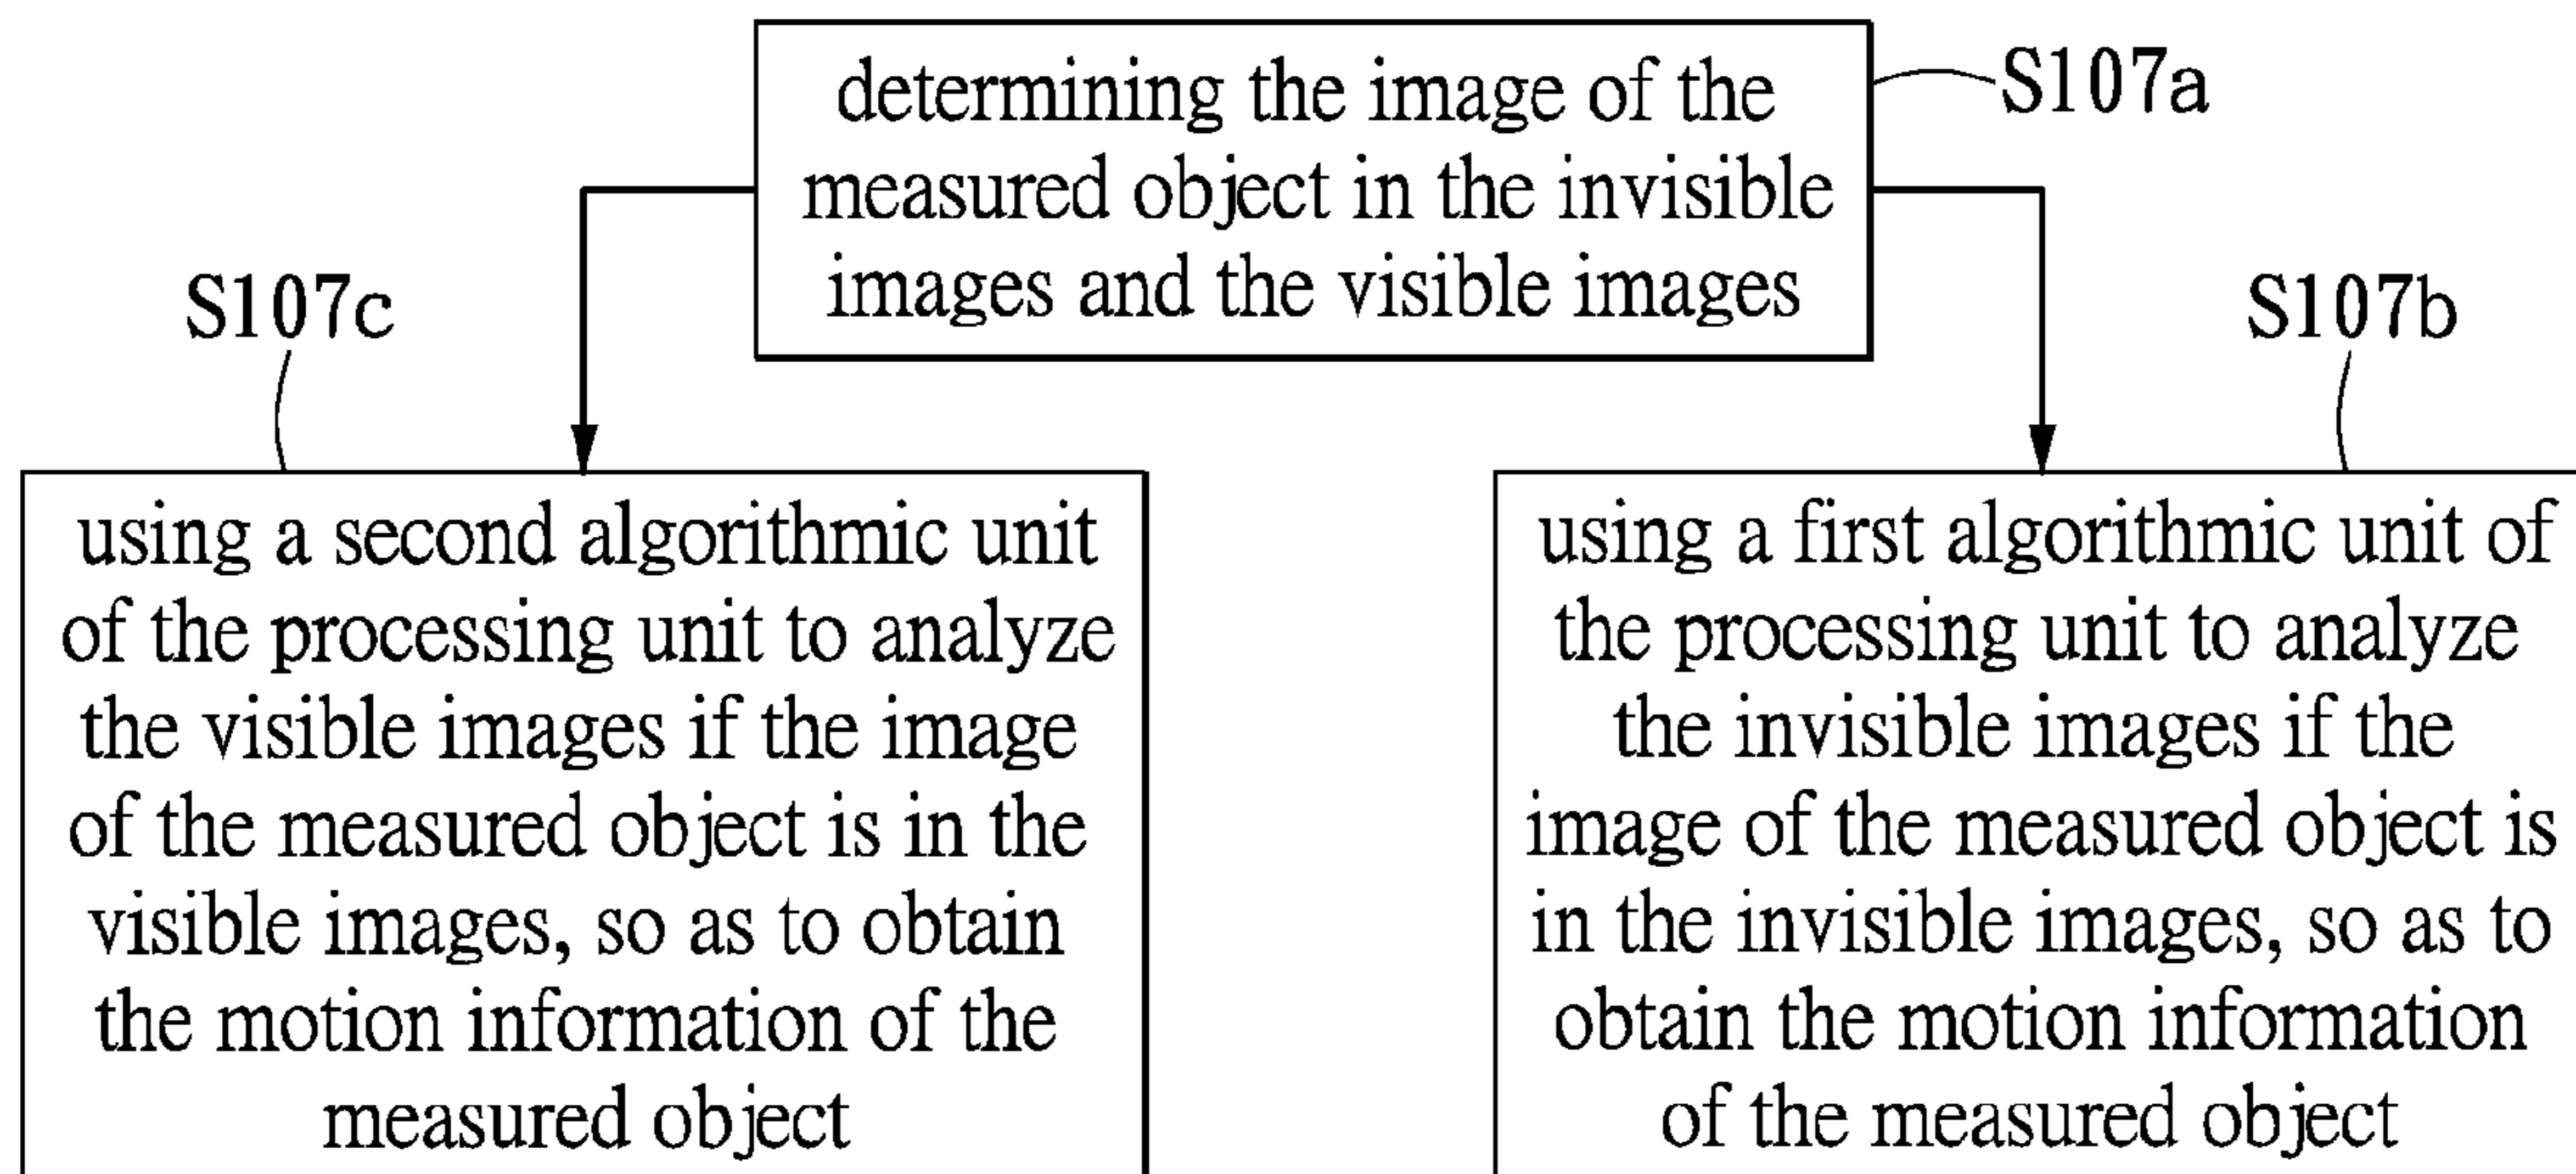 determining the image of the
measured object in the invisible
images and the visible images
S107a
S107c
using a second algorithmic unit
of the processing unit to analyze
the visible images if the image
of the measured object is in the
visible images, so as to obtain
the motion information of the
measured object
S107b
using a first algorithmic unit of
the processing unit to analyze
the invisible images if the
image of the measured object is
in the invisible images, so as to
obtain the motion information
of the measured object